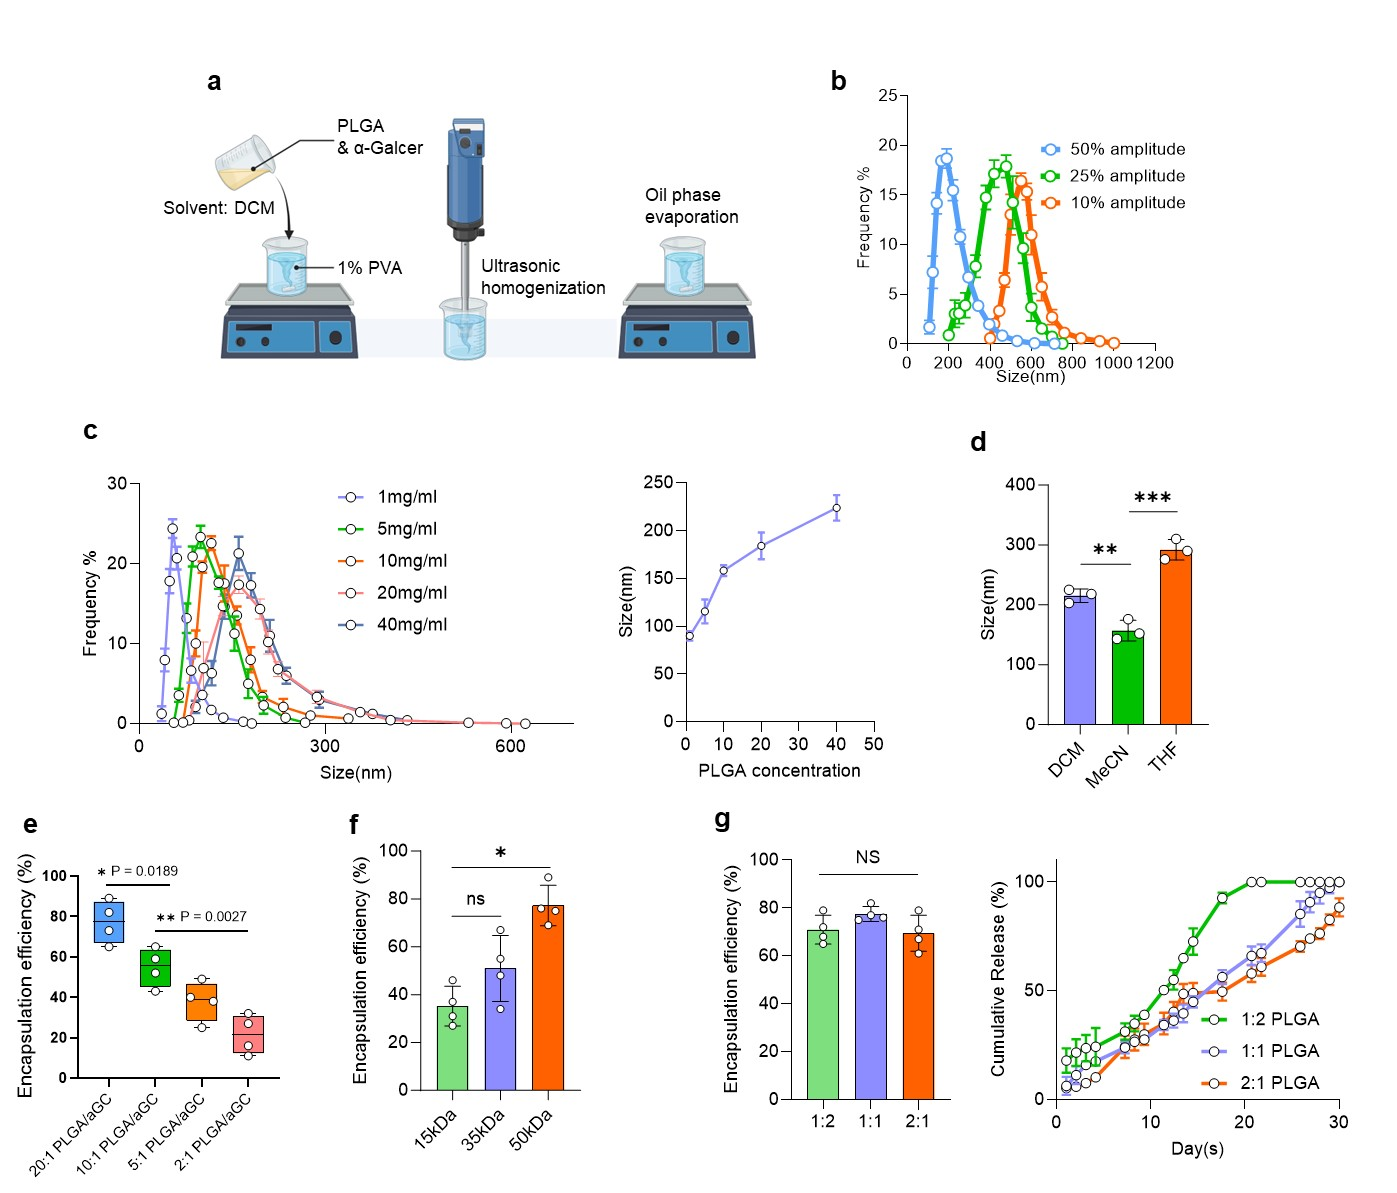 a
PLGA
& α-Galcer
Solvent: DCM
1% PVA
Ultrasonic
homogenization
Oil phase
evaporation
b
25
20
15
10
5
0
Frequency %
0 200 400 600 800 1000 1200
Size(nm)
50% amplitude
25% amplitude
10% amplitude
c
30
20
10
0
Frequency %
0 300 600
Size(nm)
1mg/ml
5mg/ml
10mg/ml
20mg/ml
40mg/ml
250
200
150
100
50
0
Size(nm)
0 10 20 30 40 50
PLGA concentration
d
400
300
200
100
0
Size(nm)
** ***
DCM MeCN THF
e
100
80
60
40
20
0
Encapsulation efficiency (%)
* P = 0.0189
** P = 0.0027
20:1 PLGA/aGC
10:1 PLGA/aGC
5:1 PLGA/aGC
2:1 PLGA/aGC
f
100
80
60
40
20
0
Encapsulation efficiency (%)
*
ns
15kDa 35kDa 50kDa
g
100
80
60
40
20
0
Encapsulation efficiency (%)
NS
1:2 1:1 2:1
100
50
0
Cumulative Release (%)
0 10 20 30
Day(s)
1:2 PLGA
1:1 PLGA
2:1 PLGA